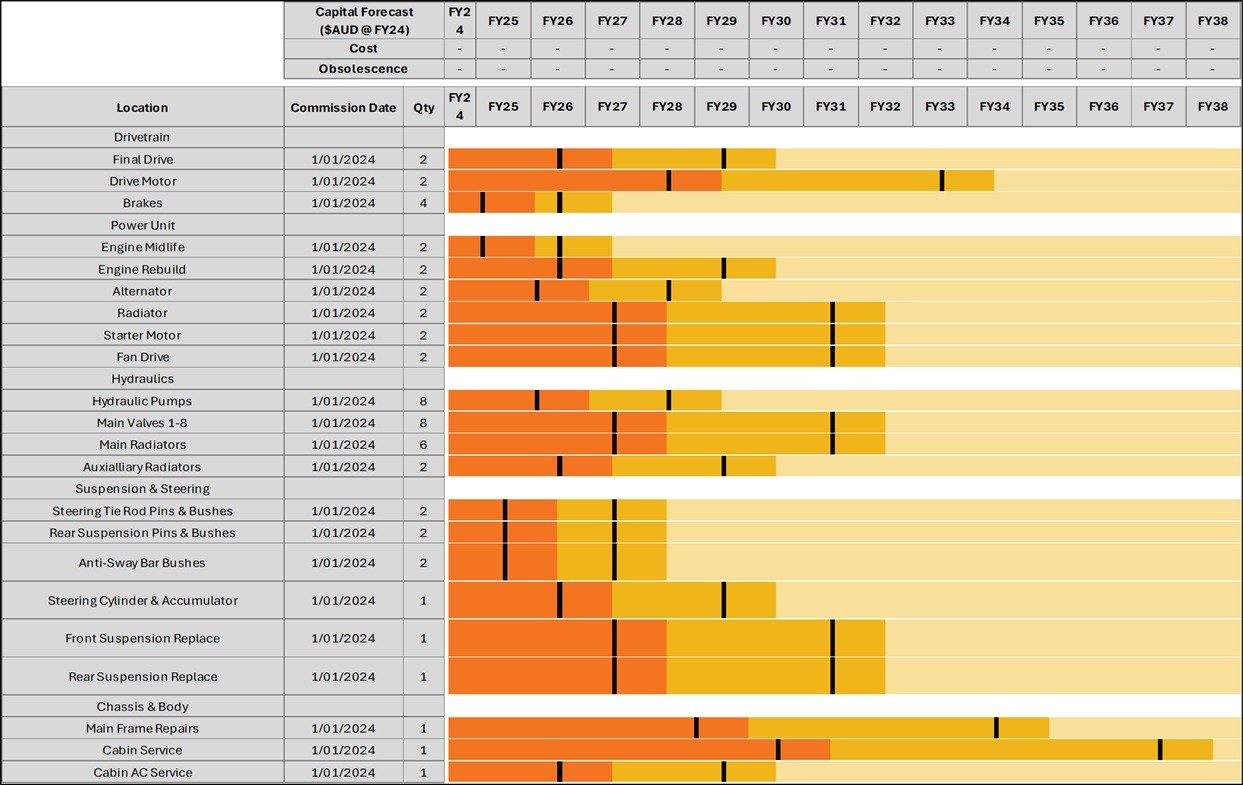 Capital Forecast ($AUD @ FY24) FY24 FY25 FY26 FY27 FY28 FY29 FY30 FY31 FY32 FY33 FY34 FY35 FY36 FY37 FY38
Cost - - - - - - - - - - - - - - -
Obsolescence - - - - - - - - - - - - - - -
Location Commission Date Qty FY24 FY25 FY26 FY27 FY28 FY29 FY30 FY31 FY32 FY33 FY34 FY35 FY36 FY37 FY38
Drivetrain
Final Drive 1/01/2024 2
Drive Motor 1/01/2024 2
Brakes 1/01/2024 4
Power Unit
Engine Midlife 1/01/2024 2
Engine Rebuild 1/01/2024 2
Alternator 1/01/2024 2
Radiator 1/01/2024 2
Starter Motor 1/01/2024 2
Fan Drive 1/01/2024 2
Hydraulics
Hydraulic Pumps 1/01/2024 8
Main Valves 1-8 1/01/2024 8
Main Radiators 1/01/2024 6
Auxialliary Radiators 1/01/2024 2
Suspension & Steering
Steering Tie Rod Pins & Bushes 1/01/2024 2
Rear Suspension Pins & Bushes 1/01/2024 2
Anti-Sway Bar Bushes 1/01/2024 2
Steering Cylinder & Accumulator 1/01/2024 1
Front Suspension Replace 1/01/2024 1
Rear Suspension Replace 1/01/2024 1
Chassis & Body
Main Frame Repairs 1/01/2024 1
Cabin Service 1/01/2024 1
Cabin AC Service 1/01/2024 1